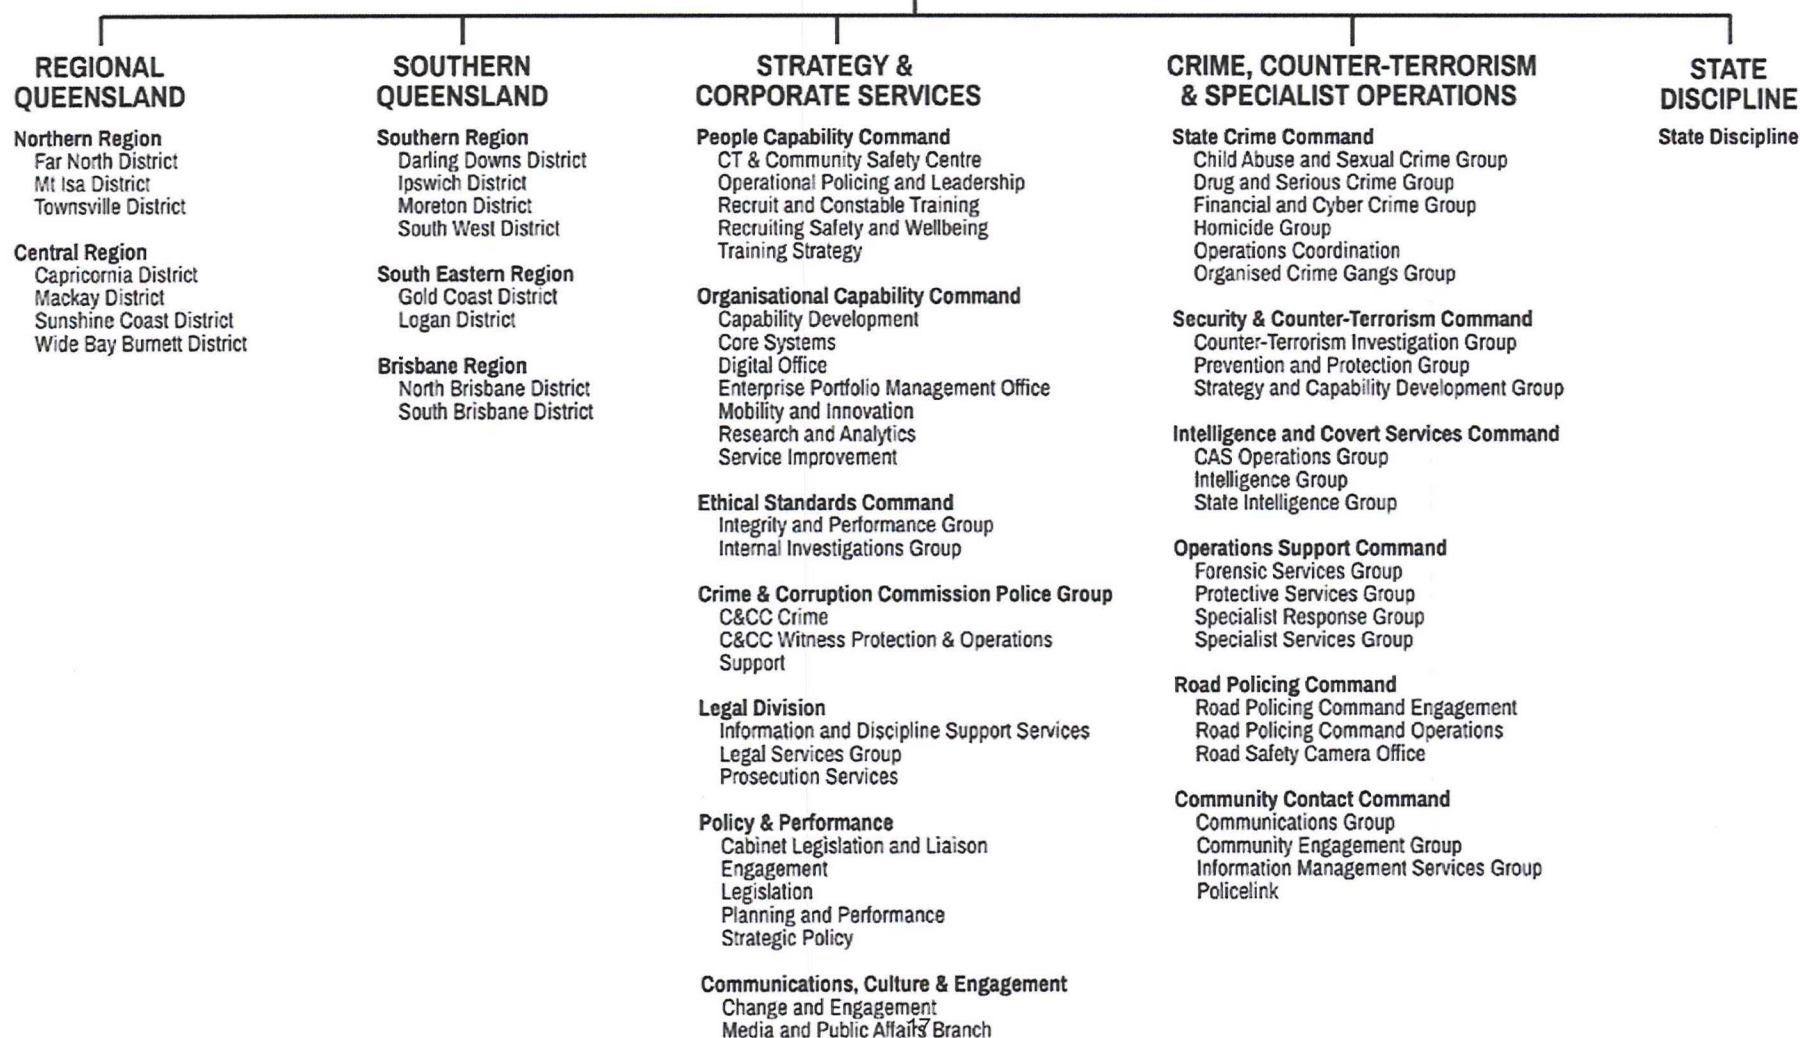 REGIONAL
QUEENSLAND
Northern Region
Far North District
Mt Isa District
Townsville District
Central Region
Capricornia District
Mackay District
Sunshine Coast District
Wide Bay Burnett District
SOUTHERN
QUEENSLAND
Southern Region
Darling Downs District
Ipswich District
Moreton District
South West District
South Eastern Region
Gold Coast District
Logan District
Brisbane Region
North Brisbane District
South Brisbane District
STRATEGY &
CORPORATE SERVICES
People Capability Command
CT & Community Safety Centre
Operational Policing and Leadership
Recruit and Constable Training
Recruiting Safety and Wellbeing
Training Strategy
Organisational Capability Command
Capability Development
Core Systems
Digital Office
Enterprise Portfolio Management Office
Mobility and Innovation
Research and Analytics
Service Improvement
Ethical Standards Command
Integrity and Performance Group
Internal Investigations Group
Crime & Corruption Commission Police Group
C&CC Crime
C&CC Witness Protection & Operations
Support
Legal Division
Information and Discipline Support Services
Legal Services Group
Prosecution Services
Policy & Performance
Cabinet Legislation and Liaison
Engagement
Legislation
Planning and Performance
Strategic Policy
Communications, Culture & Engagement
Change and Engagement
Media and Public Affairs Branch
17
CRIME, COUNTER-TERRORISM
& SPECIALIST OPERATIONS
State Crime Command
Child Abuse and Sexual Crime Group
Drug and Serious Crime Group
Financial and Cyber Crime Group
Homicide Group
Operations Coordination
Organised Crime Gangs Group
Security & Counter-Terrorism Command
Counter-Terrorism Investigation Group
Prevention and Protection Group
Strategy and Capability Development Group
Intelligence and Covert Services Command
CAS Operations Group
Intelligence Group
State Intelligence Group
Operations Support Command
Forensic Services Group
Protective Services Group
Specialist Response Group
Specialist Services Group
Road Policing Command
Road Policing Command Engagement
Road Policing Command Operations
Road Safety Camera Office
Community Contact Command
Communications Group
Community Engagement Group
Information Management Services Group
Policelink
STATE
DISCIPLINE
State Discipline